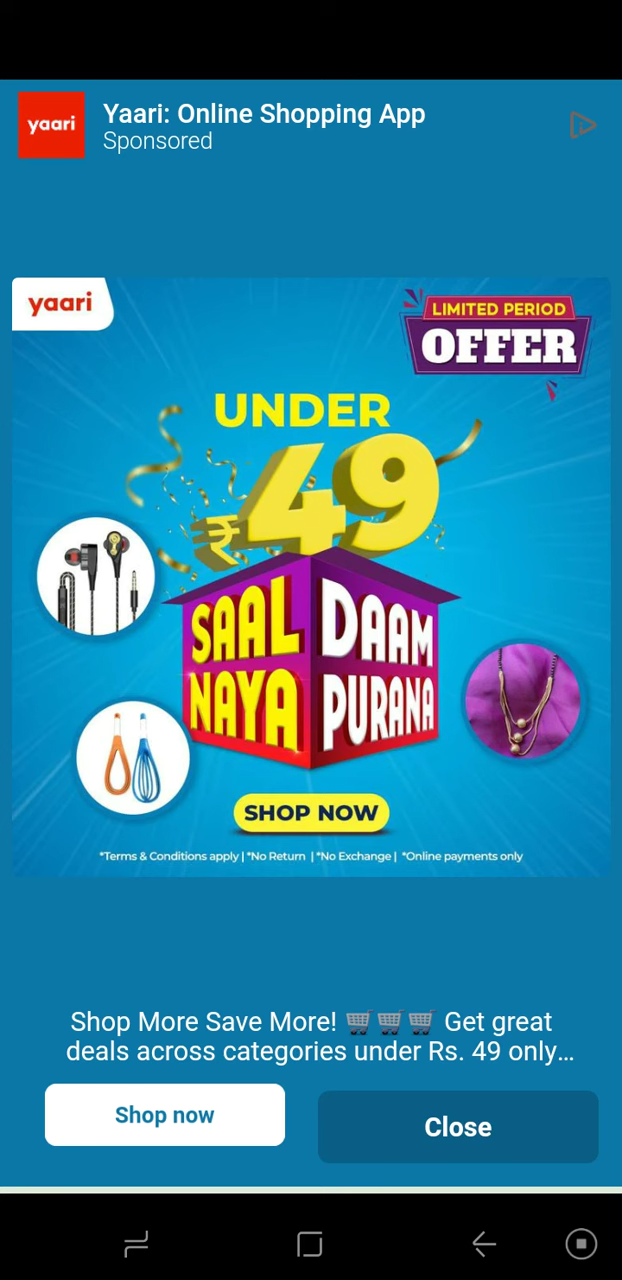 yaari
Yaari: Online Shopping App
Sponsored
yaari
LIMITED PERIOD
OFFER
UNDER
₹49
SAAL
NAYA
DAAM
PURANA
SHOP NOW
*Terms & Conditions apply | *No Return | *No Exchange | *Online payments only
Shop More Save More! 🛒🛒🛒 Get great
deals across categories under Rs. 49 only...
Shop now
Close